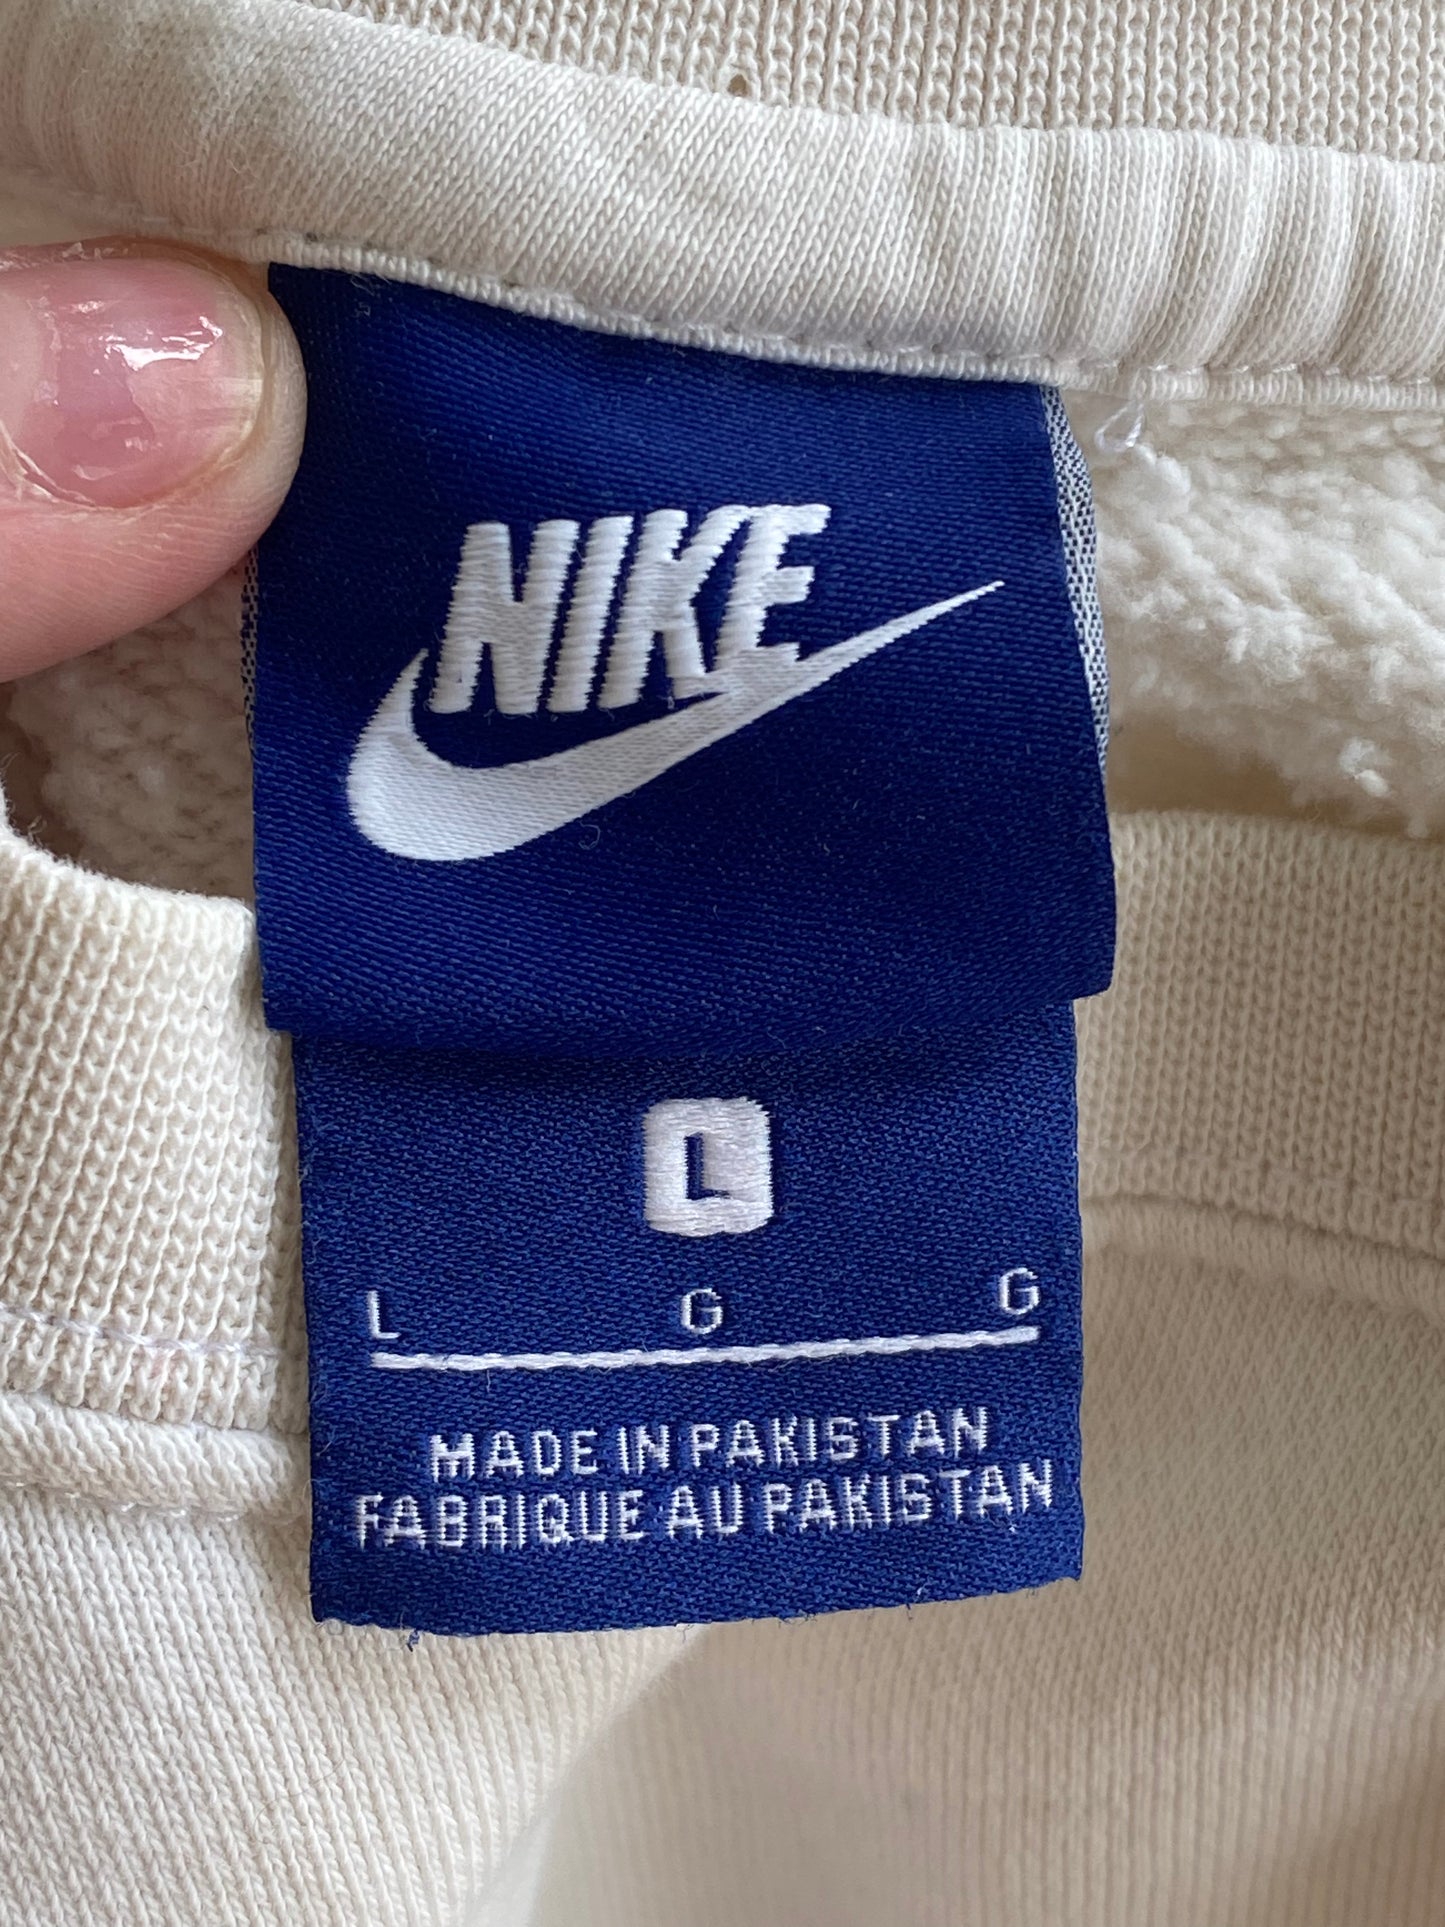 NIKE
L
L G G
MADE IN PAKISTAN
FABRIQUE AU PAKISTAN